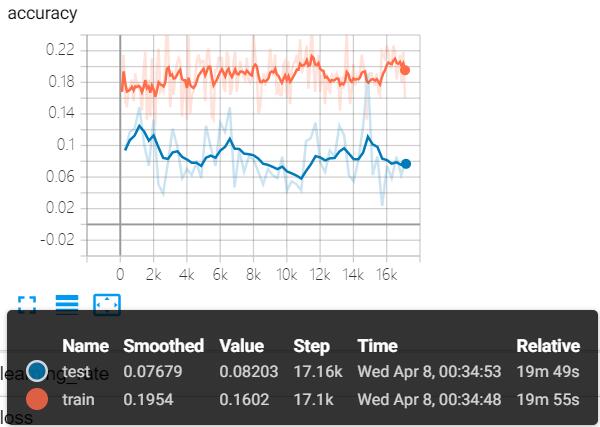 accuracy
0.22
0.18
0.14
0.1
0.06
0.02
-0.02
0 2k 4k 6k 8k 10k 12k 14k 16k
Name Smoothed Value Step Time Relative
test 0.07679 0.08203 17.16k Wed Apr 8, 00:34:53 19m 49s
train 0.1954 0.1602 17.1k Wed Apr 8, 00:34:48 19m 55s
learning_rate
loss